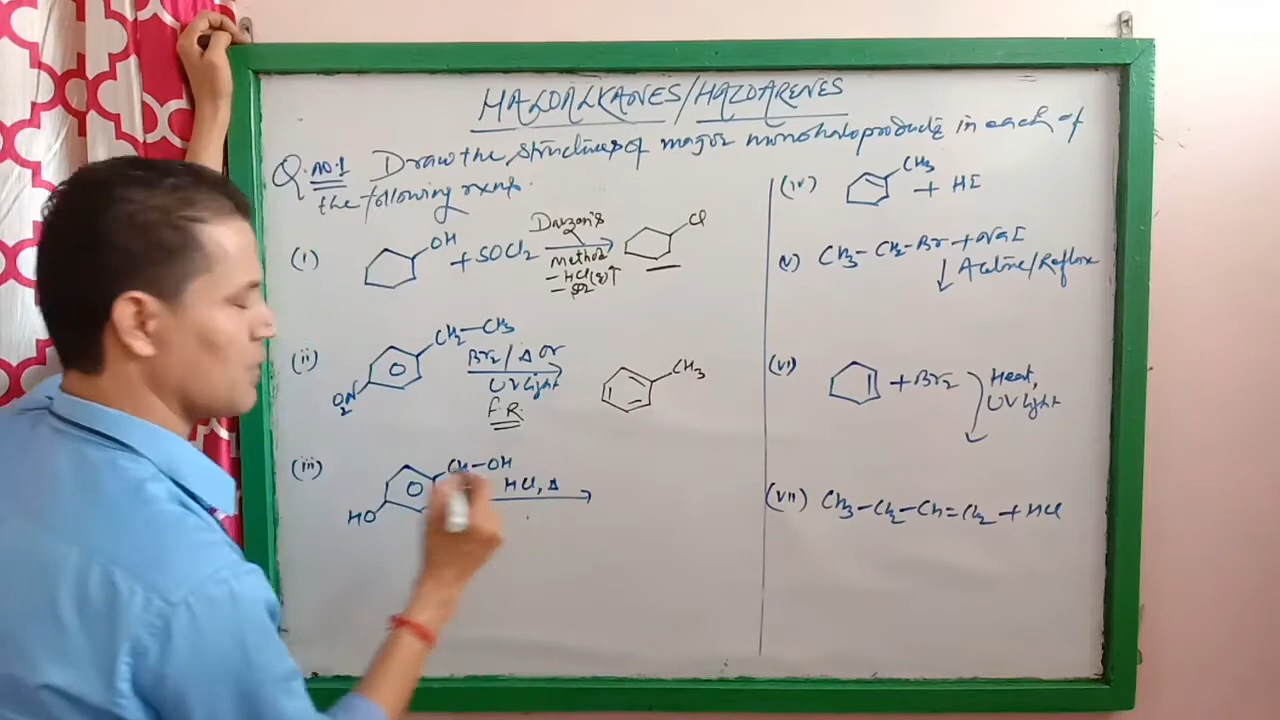 HALOALKANES/HALOARENES
Q.NO.1 Draw the structures of major monohaloproducts in each of
the following rxns.
(i) OH + SOCl2 Darzon's Method - HCl(g)↑ - SO2 Cl
(ii) CH2-CH3 O2N Br2/Δ or UV light F.R. CH3
(iii) HO CH2-OH HCl, Δ
(iv) CH3 + HI
(v) CH3-CH2-Br + NaI
↓ Acetone/Reflux
(vi) + Br2 Heat, UV light
(vii) CH3-CH2-CH=CH2 + HCl